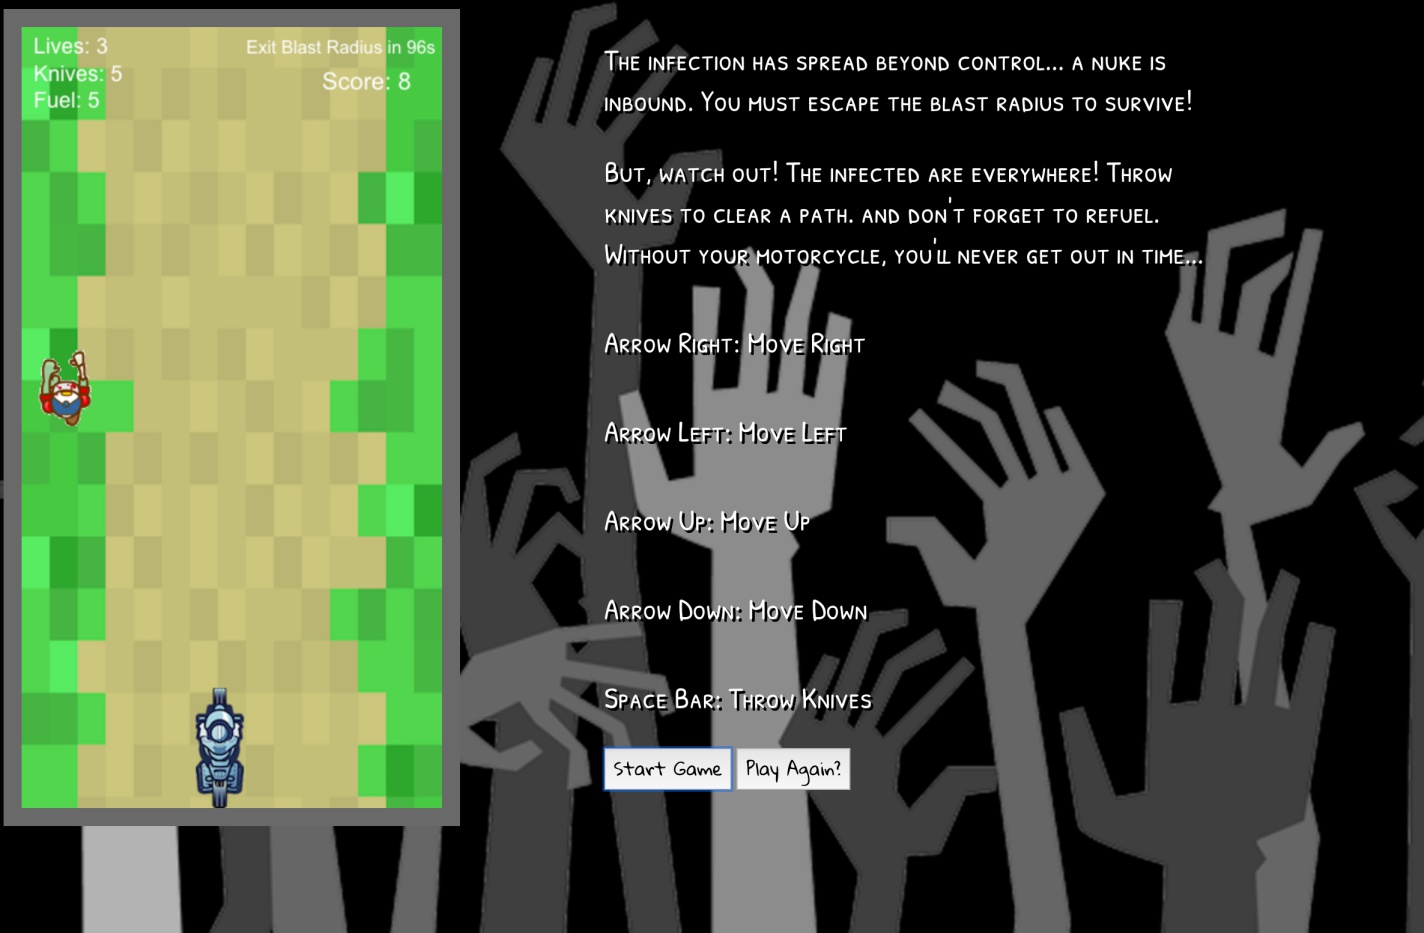 Lives: 3
Exit Blast Radius in 96s
Knives: 5
Score: 8
Fuel: 5
The infection has spread beyond control... a nuke is
inbound. You must escape the blast radius to survive!
But, watch out! The infected are everywhere! Throw
knives to clear a path. and don't forget to refuel.
Without your motorcycle, you'll never get out in time...
Arrow Right: Move Right
Arrow Left: Move Left
Arrow Up: Move Up
Arrow Down: Move Down
Space Bar: Throw Knives
Start Game
Play Again?